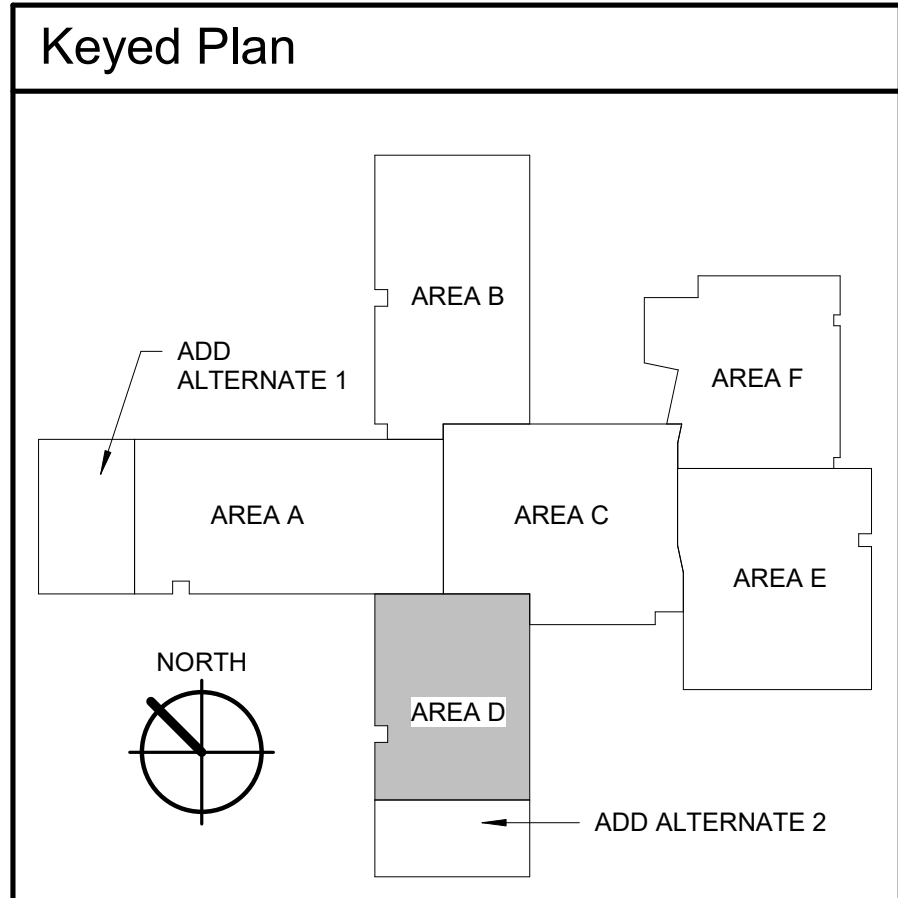 Keyed Plan
AREA B
ADD
ALTERNATE 1
AREA F
AREA A
AREA C
AREA E
NORTH
AREA D
ADD ALTERNATE 2